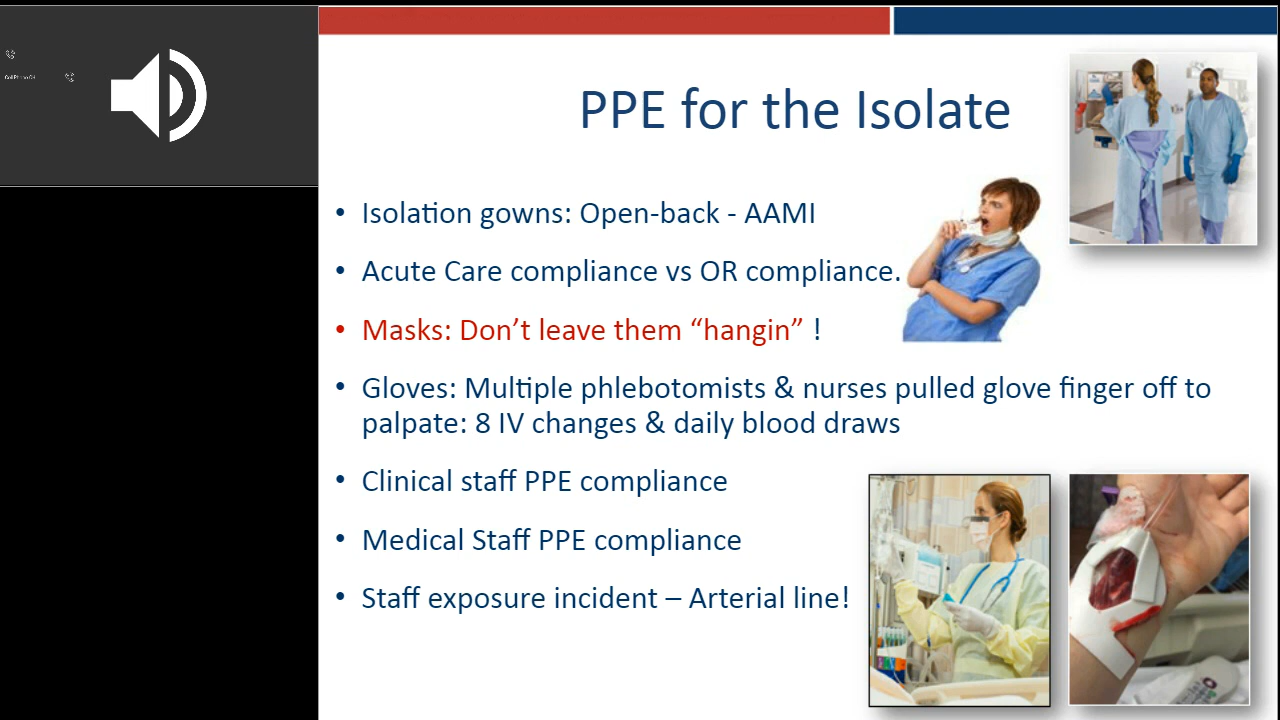 PPE for the Isolate
• Isolation gowns: Open-back - AAMI
• Acute Care compliance vs OR compliance.
• Masks: Don’t leave them “hangin” !
• Gloves: Multiple phlebotomists & nurses pulled glove finger off to
palpate: 8 IV changes & daily blood draws
• Clinical staff PPE compliance
• Medical Staff PPE compliance
• Staff exposure incident – Arterial line!